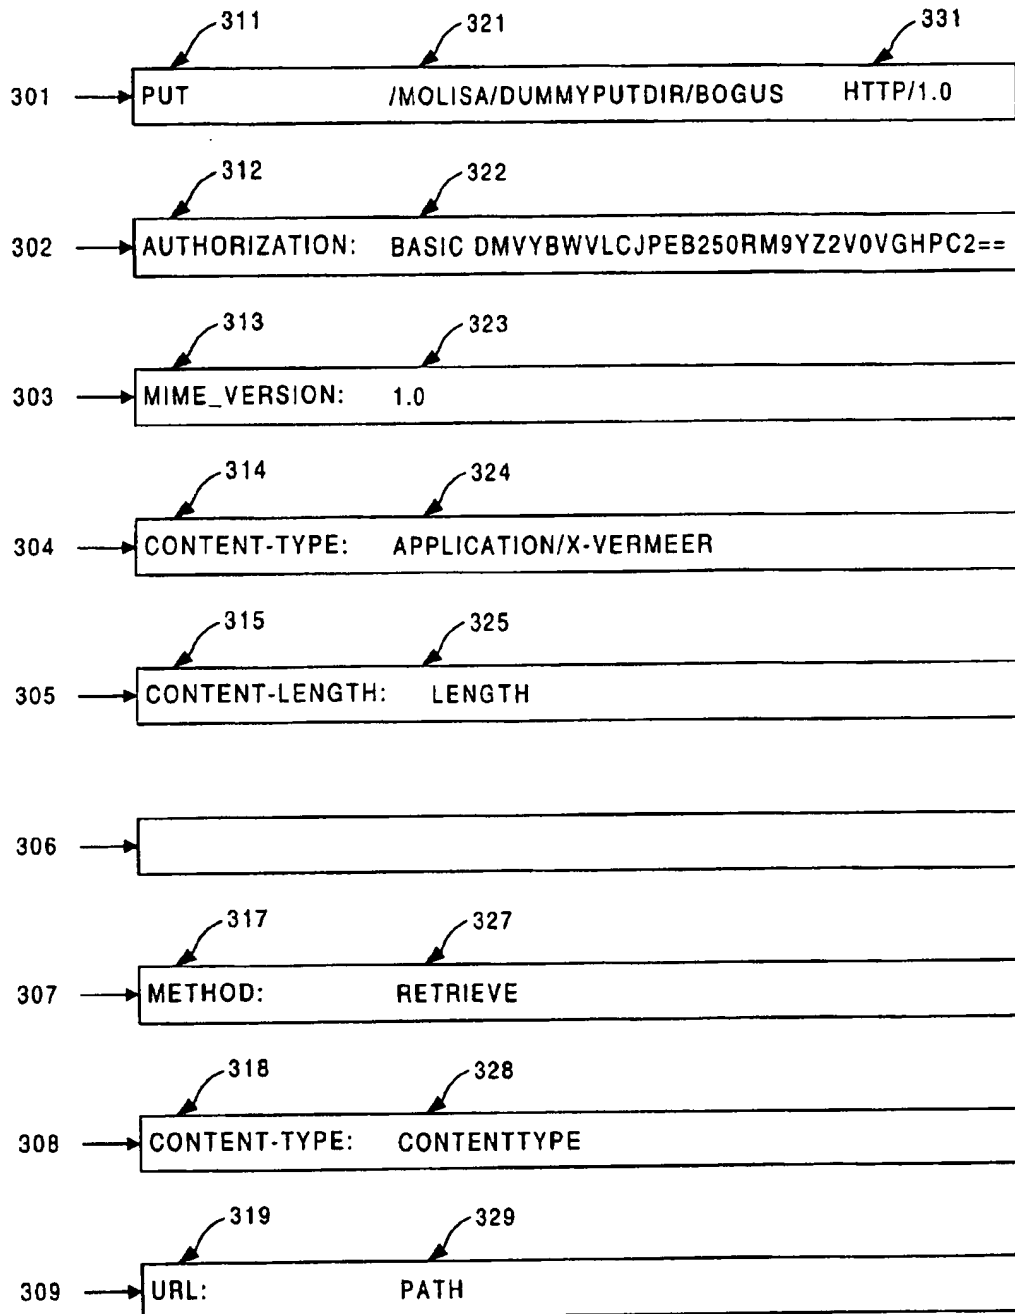 311 321 331
301 PUT /MOLISA/DUMMYPUTDIR/BOGUS HTTP/1.0
312 322
302 AUTHORIZATION: BASIC DMVYBWVLCJPEB250RM9YZ2V0VGHPC2==
313 323
303 MIME_VERSION: 1.0
314 324
304 CONTENT-TYPE: APPLICATION/X-VERMEER
315 325
305 CONTENT-LENGTH: LENGTH
306
317 327
307 METHOD: RETRIEVE
318 328
308 CONTENT-TYPE: CONTENTTYPE
319 329
309 URL: PATH